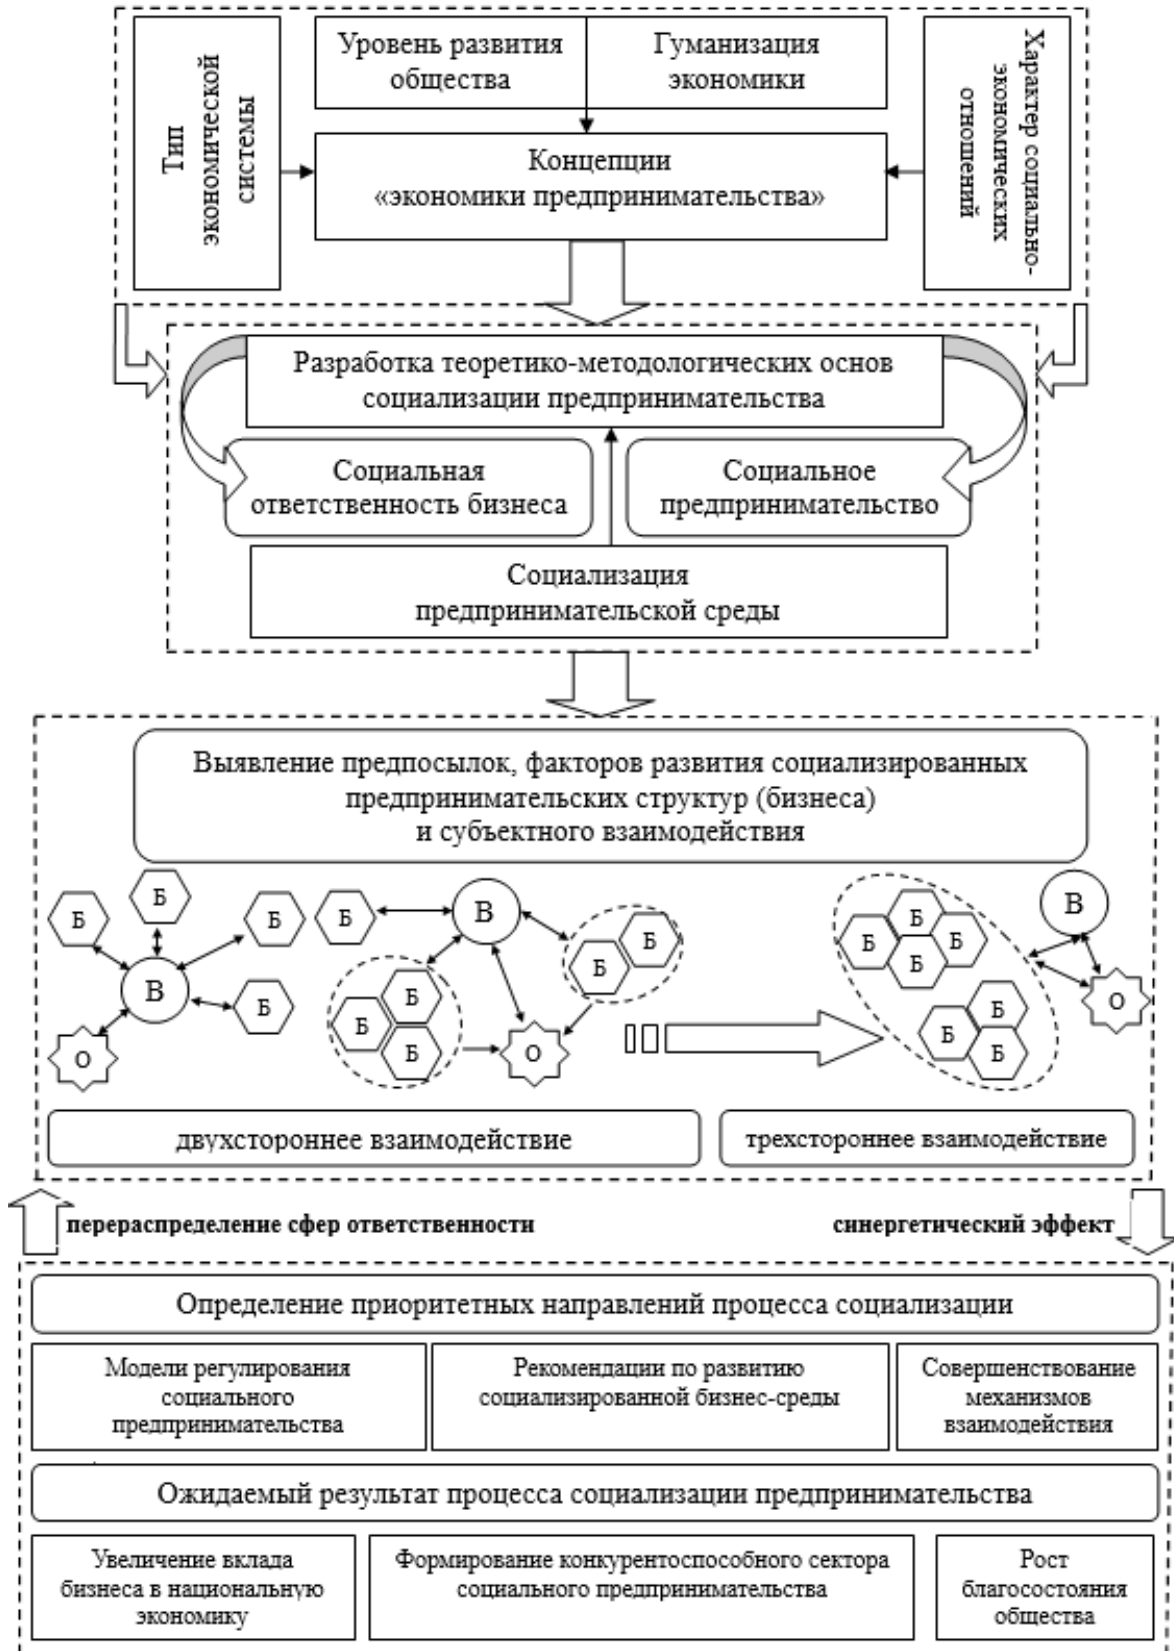 Тип
экономической
системы
Уровень развития
общества
Гуманизация
экономики
Характер социально-
экономических
отношений
Концепции
«экономики предпринимательства»
Разработка теоретико-методологических основ
социализации предпринимательства
Социальная
ответственность бизнеса
Социальное
предпринимательство
Социализация
предпринимательской среды
Выявление предпосылок, факторов развития социализированных
предпринимательских структур (бизнеса)
и субъектного взаимодействия
Б
Б
Б
В
Б
О
Б
В
Б
Б
Б
Б
Б
О
Б
Б
Б
Б
Б
Б
Б
В
О
двухстороннее взаимодействие
трехстороннее взаимодействие
перераспределение сфер ответственности
синергетический эффект
Определение приоритетных направлений процесса социализации
Модели регулирования
социального
предпринимательства
Рекомендации по развитию
социализированной бизнес-среды
Совершенствование
механизмов
взаимодействия
Ожидаемый результат процесса социализации предпринимательства
Увеличение вклада
бизнеса в национальную
экономику
Формирование конкурентоспособного сектора
социального предпринимательства
Рост
благосостояния
общества